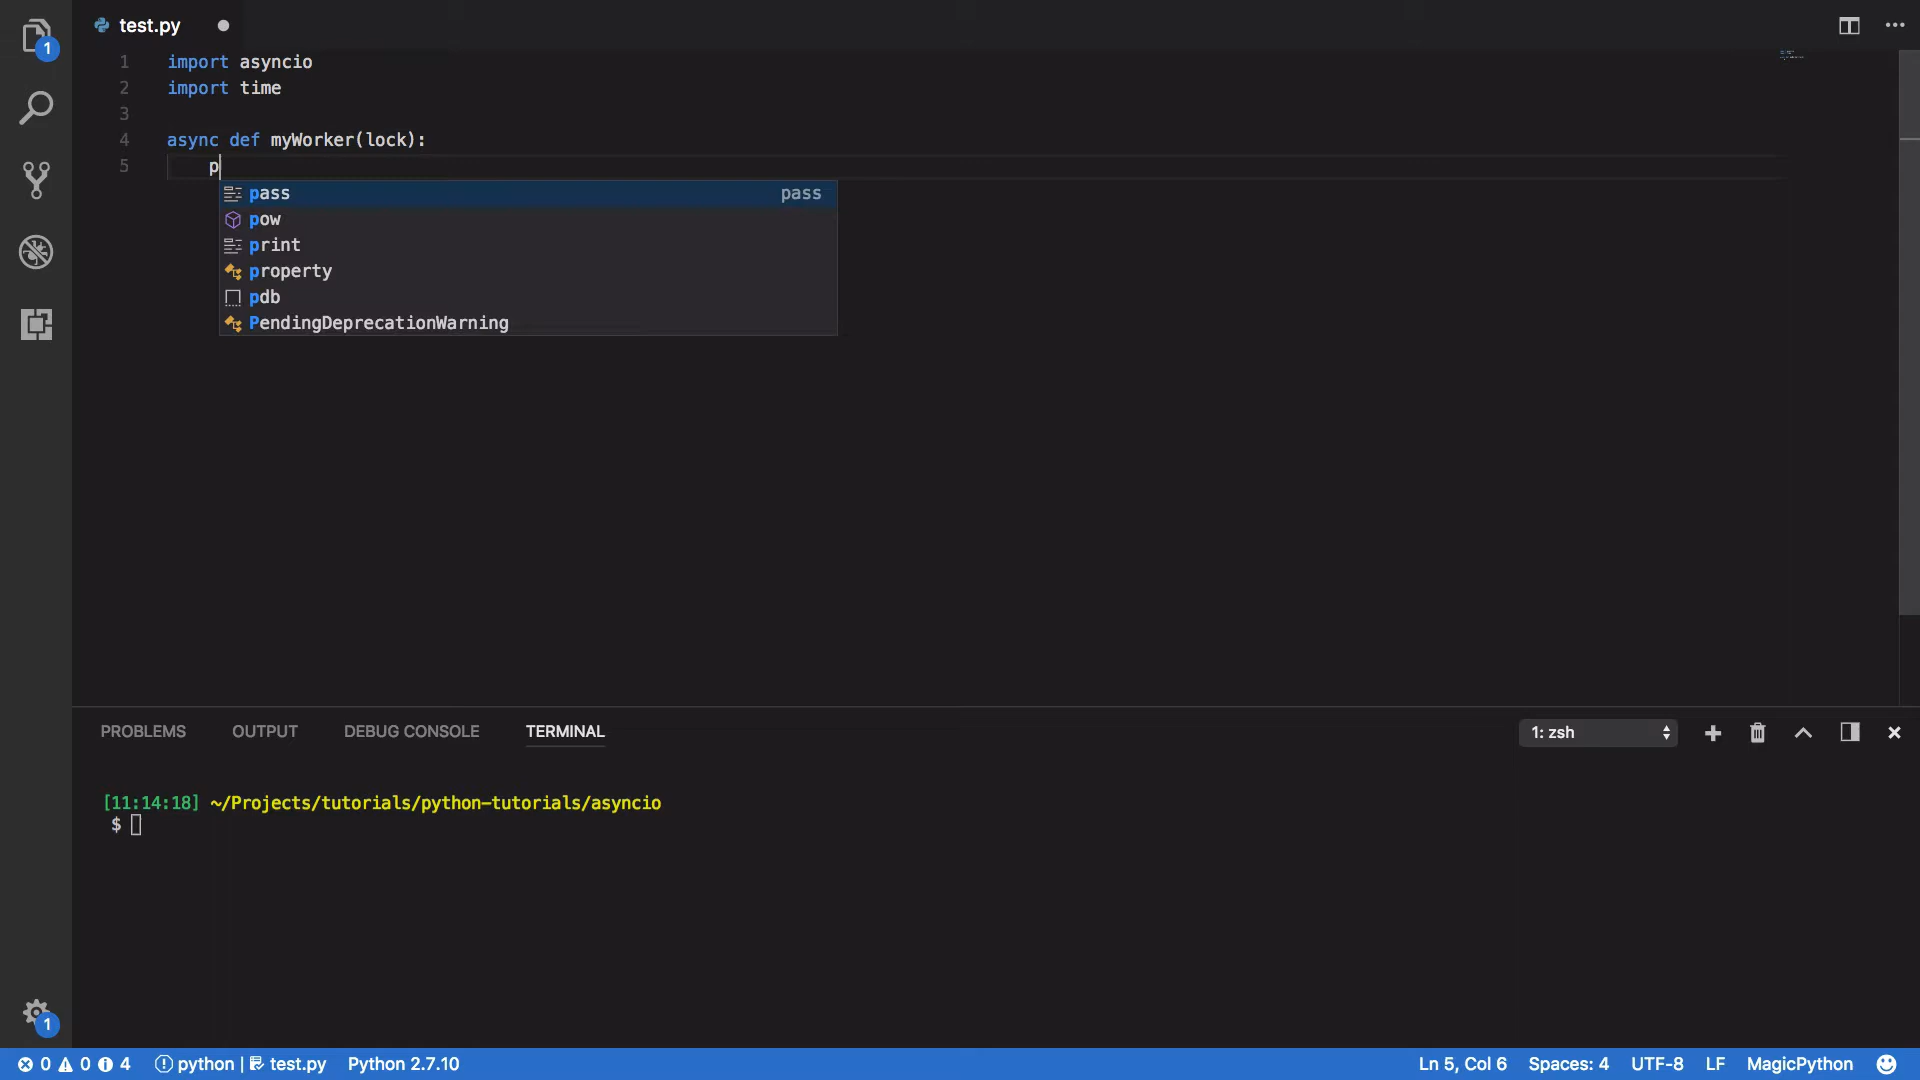 1
test.py
1 import asyncio
2 import time
3
4 async def myWorker(lock):
5 p
pass pass
pow
print
property
pdb
PendingDeprecationWarning
PROBLEMS OUTPUT DEBUG CONSOLE TERMINAL 1: zsh
[11:14:18] ~/Projects/tutorials/python-tutorials/asyncio
$
1
0 0 4 python | test.py Python 2.7.10 Ln 5, Col 6 Spaces: 4 UTF-8 LF MagicPython